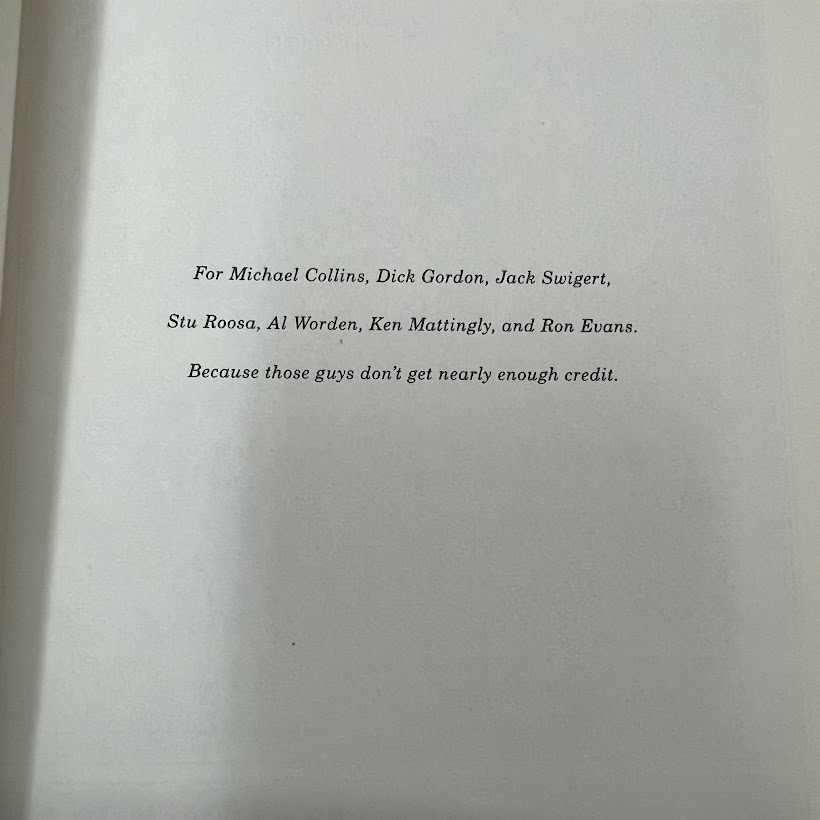 For Michael Collins, Dick Gordon, Jack Swigert,
Stu Roosa, Al Worden, Ken Mattingly, and Ron Evans.
Because those guys don’t get nearly enough credit.